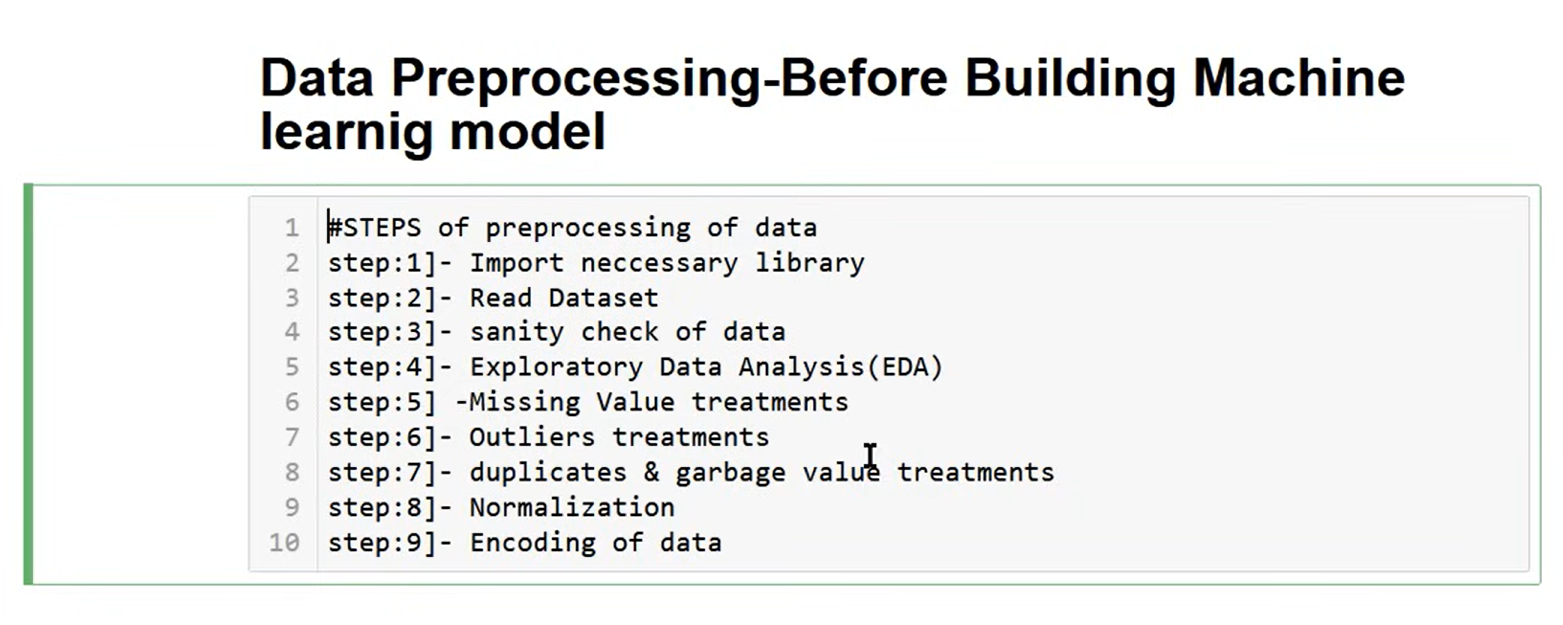 Data Preprocessing-Before Building Machine
learnig model
1 #STEPS of preprocessing of data
2 step:1]- Import neccessary library
3 step:2]- Read Dataset
4 step:3]- sanity check of data
5 step:4]- Exploratory Data Analysis(EDA)
6 step:5] -Missing Value treatments
7 step:6]- Outliers treatments
8 step:7]- duplicates & garbage value treatments
9 step:8]- Normalization
10 step:9]- Encoding of data